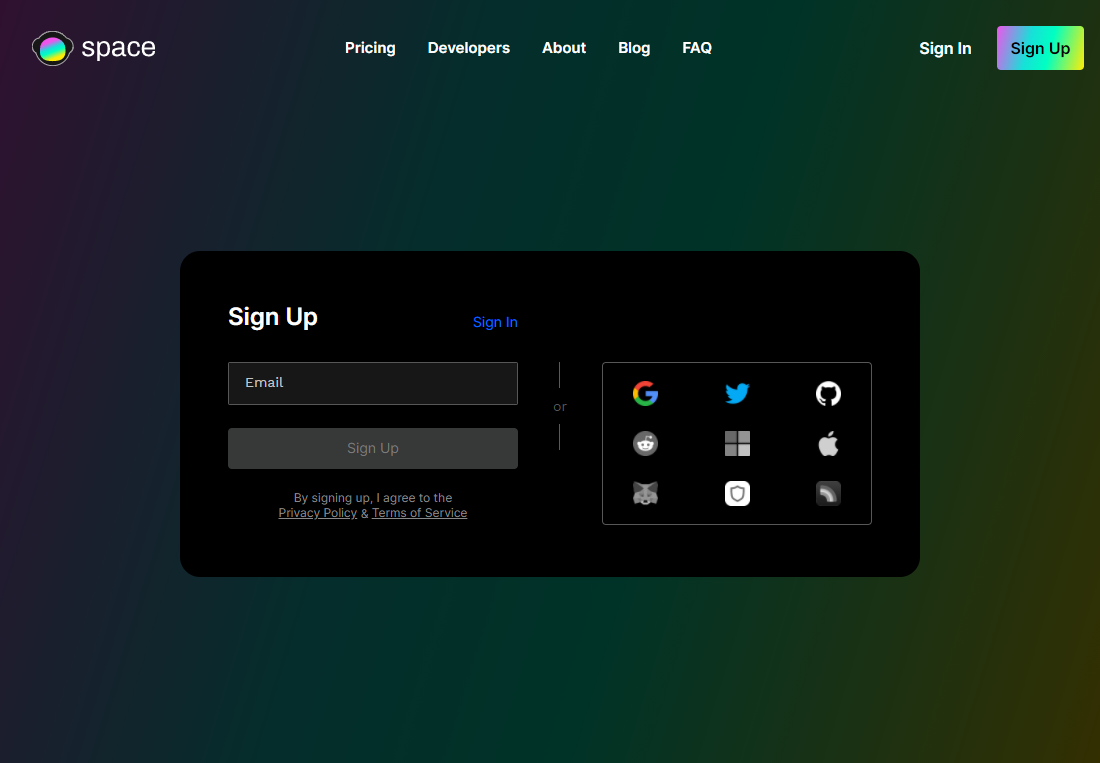 space
Pricing
Developers
About
Blog
FAQ
Sign In
Sign Up
Sign Up
Sign In
Email
or
Sign Up
By signing up, I agree to the
Privacy Policy & Terms of Service